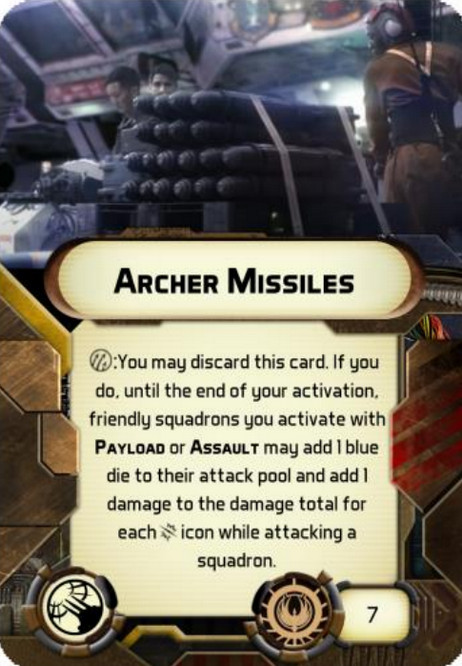 Archer Missiles
:You may discard this card. If you
do, until the end of your activation,
friendly squadrons you activate with
Payload or Assault may add 1 blue
die to their attack pool and add 1
damage to the damage total for
each icon while attacking a
squadron.
7